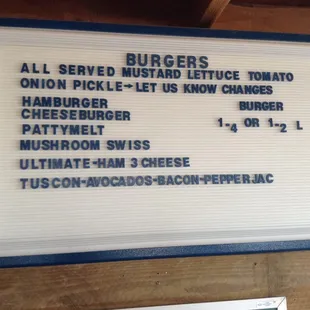 BURGERS
ALL SERVED MUSTARD LETTUCE TOMATO
ONION PICKLE→LET US KNOW CHANGES
HAMBURGER BURGER
CHEESEBURGER
PATTYMELT 1-4 OR 1-2 L
MUSHROOM SWISS
ULTIMATE-HAM 3 CHEESE
TUSCON-AVOCADOS-BACON-PEPPERJAC